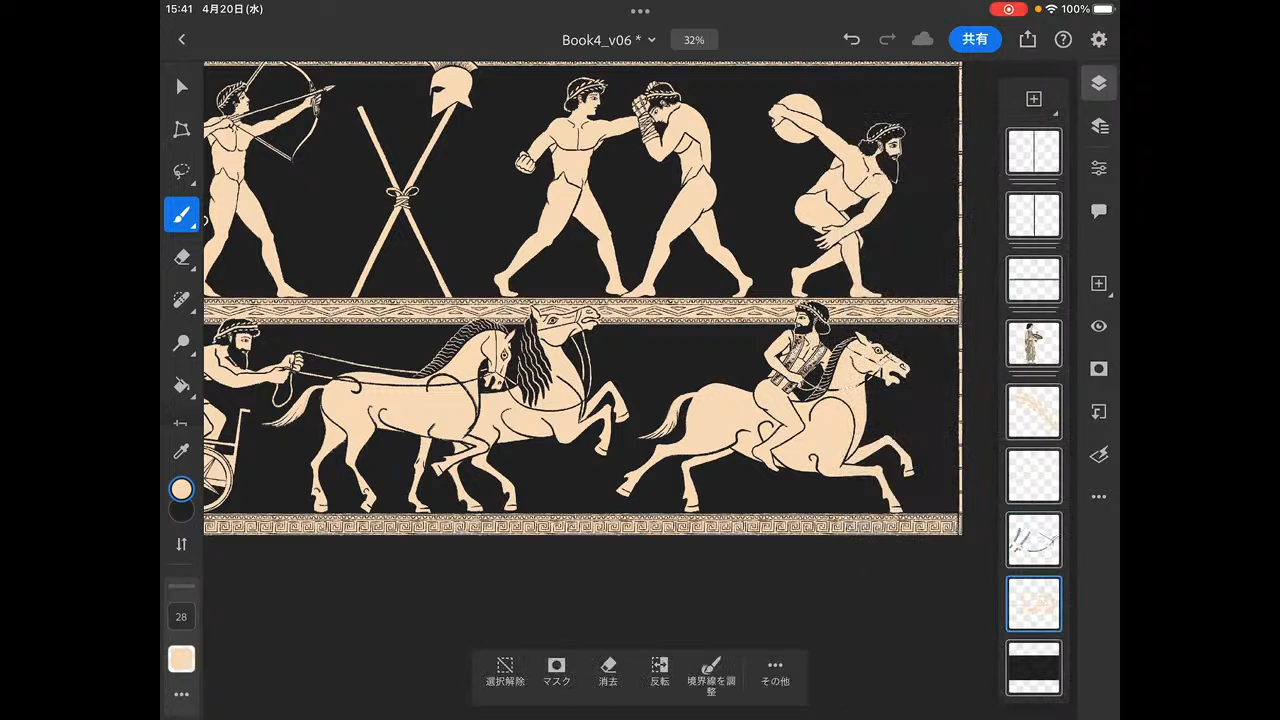 15:41 4月20日(水)
100%
Book4_v06 *
32%
共有
28
選択解除
マスク
消去
反転
境界線を調
整
その他